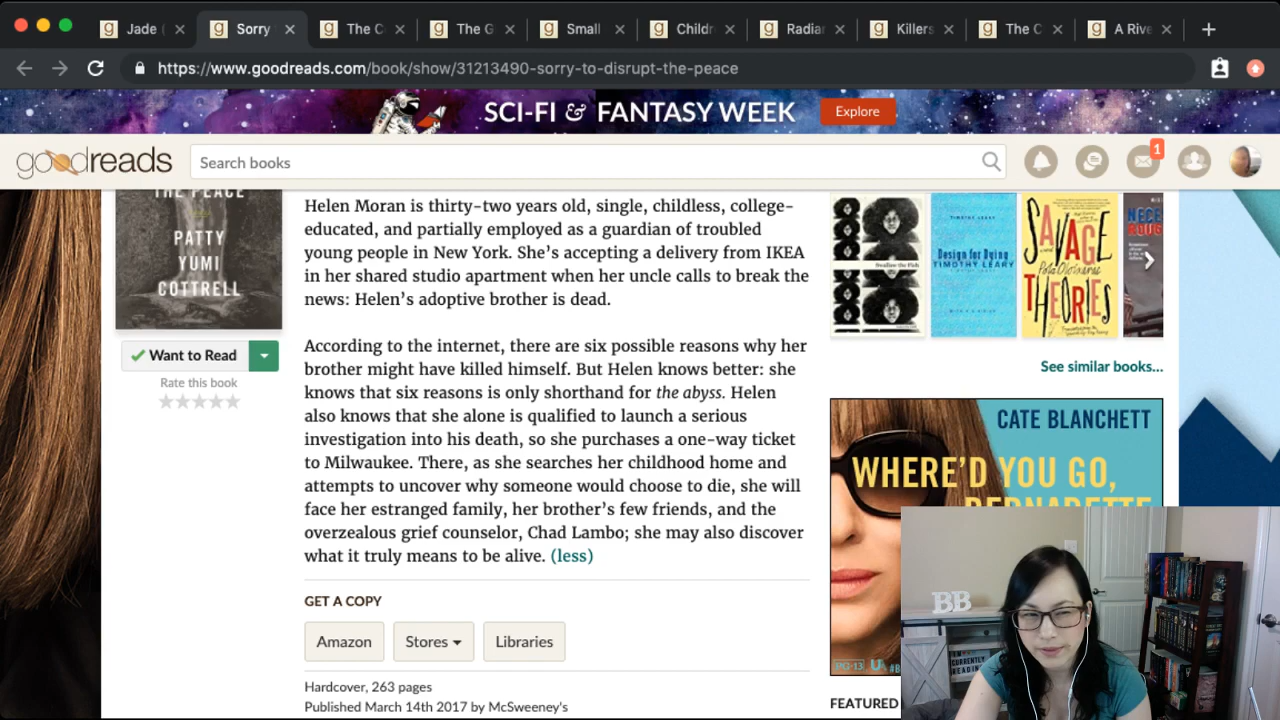 Jade (
Sorry
The C
The G
Small
Childr
Radiar
Killers
The C
A Rive
https://www.goodreads.com/book/show/31213490-sorry-to-disrupt-the-peace
SCI-FI & FANTASY WEEK
Explore
goodreads
Search books
1
THE PEACE
PATTY
YUMI
COTTRELL
Want to Read
Rate this book
Helen Moran is thirty-two years old, single, childless, college-
educated, and partially employed as a guardian of troubled
young people in New York. She's accepting a delivery from IKEA
in her shared studio apartment when her uncle calls to break the
news: Helen's adoptive brother is dead.
According to the internet, there are six possible reasons why her
brother might have killed himself. But Helen knows better: she
knows that six reasons is only shorthand for the abyss. Helen
also knows that she alone is qualified to launch a serious
investigation into his death, so she purchases a one-way ticket
to Milwaukee. There, as she searches her childhood home and
attempts to uncover why someone would choose to die, she will
face her estranged family, her brother's few friends, and the
overzealous grief counselor, Chad Lambo; she may also discover
what it truly means to be alive. (less)
GET A COPY
Amazon
Stores
Libraries
Hardcover, 263 pages
Published March 14th 2017 by McSweeney's
Swallow the Fish
TIMOTHY LEARY
Design for Dying
TIMOTHY LEARY
SAVAGE
Pola Oloixarac
THEORIES
NECE
ROUG
See similar books...
CATE BLANCHETT
WHERE'D YOU GO,
BERNADETTE
PG-13
FEATURED
BB
CURRENTLY
READING